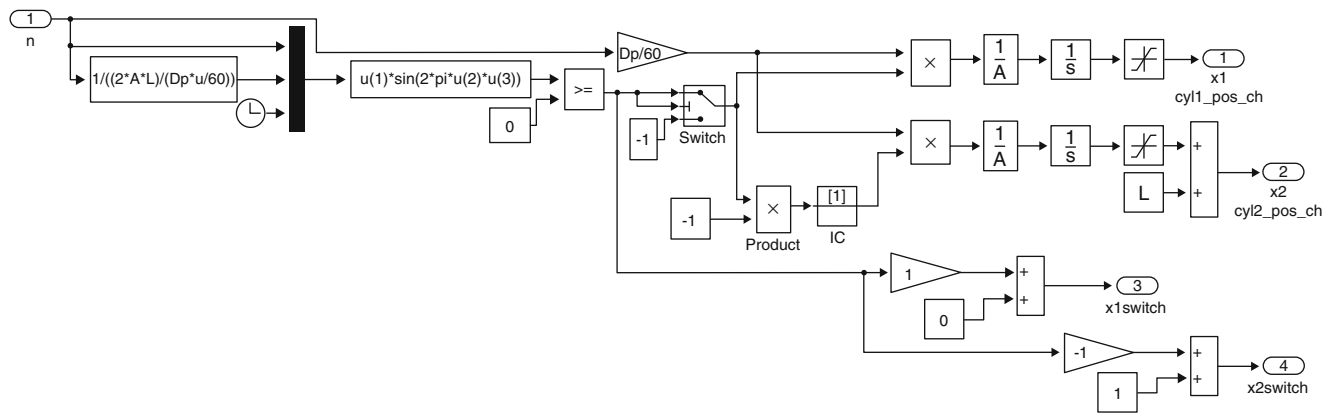 1
n
1/((2*A*L)/(Dp*u/60))
u(1)*sin(2*pi*u(2)*u(3))
0
>=
Dp/60
-1
Switch
×
1
A
1
s
1
x1
cyl1_pos_ch
×
1
A
1
s
+
+
L
2
x2
cyl2_pos_ch
-1
×
Product
[1]
IC
1
0
+
+
3
x1switch
-1
1
+
+
4
x2switch